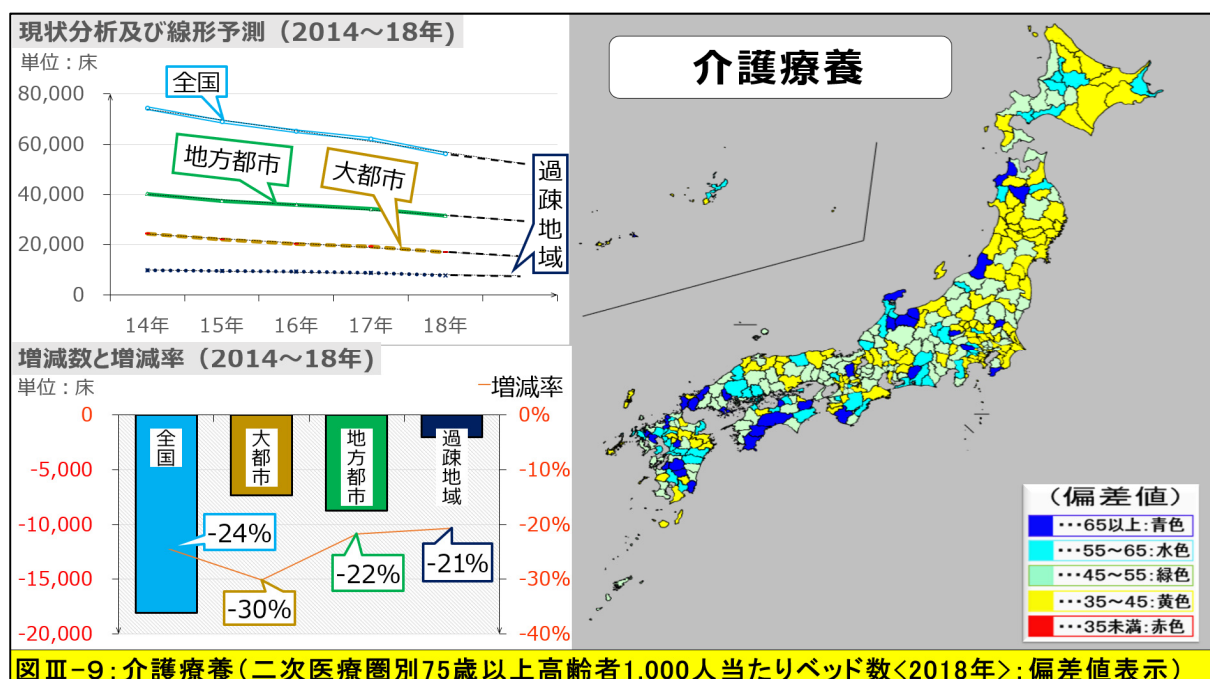 現状分析及び線形予測（2014～18年）
単位：床
80,000
60,000
40,000
20,000
0
14年
15年
16年
17年
18年
全国
地方都市
大都市
過疎地域
増減数と増減率（2014～18年）
単位：床
増減率
0
-5,000
-10,000
-15,000
-20,000
0%
-10%
-20%
-30%
-40%
全国
大都市
地方都市
過疎地域
-24%
-30%
-22%
-21%
介護療養
（偏差値）
･･･65以上:青色
･･･55～65:水色
･･･45～55:緑色
･･･35～45:黄色
･･･35未満:赤色
図Ⅲ-9：介護療養（二次医療圏別75歳以上高齢者1,000人当たりベッド数<2018年>：偏差値表示）